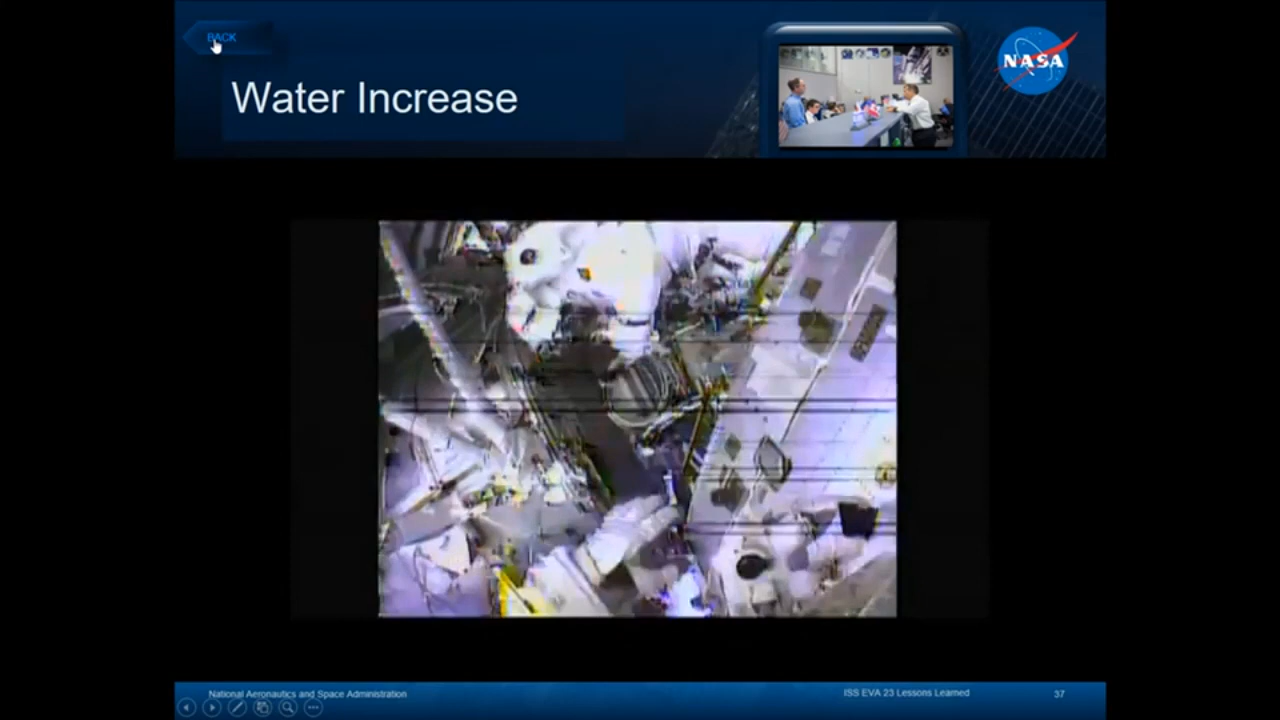 BACK
NASA
Water Increase
National Aeronautics and Space Administration
ISS EVA 23 Lessons Learned
37